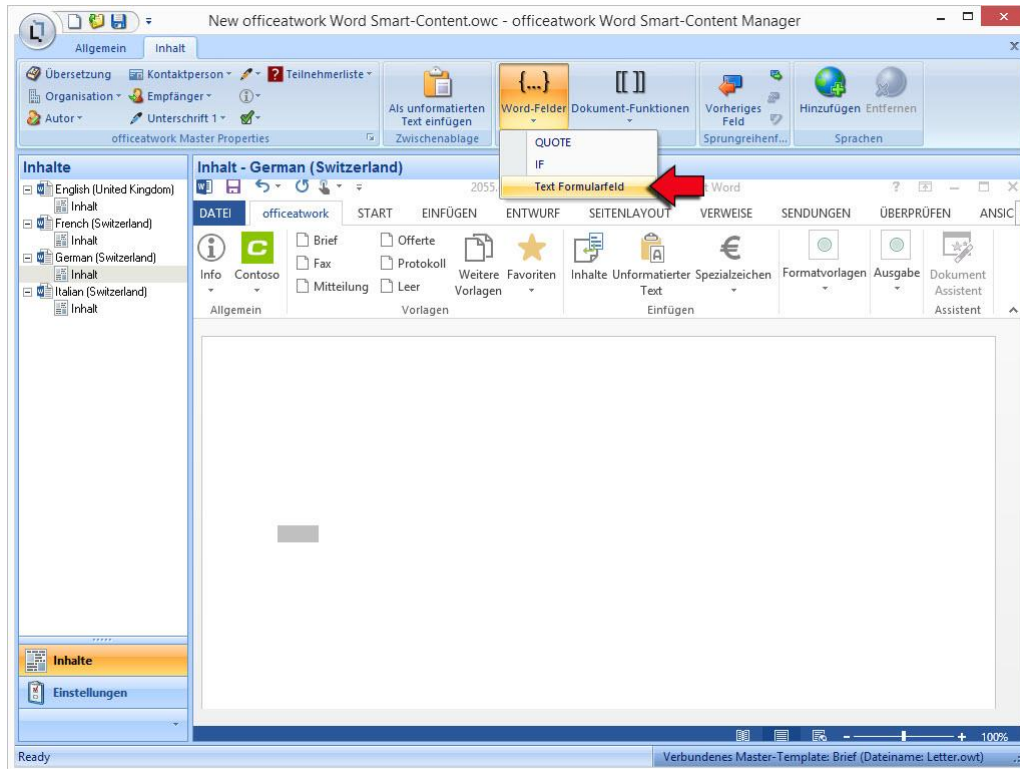 New officeatwork Word Smart-Content.owc - officeatwork Word Smart-Content Manager
Allgemein Inhalt
Übersetzung Kontaktperson Teilnehmerliste
Organisation Empfänger
Autor Unterschrift 1
officeatwork Master Properties
Als unformatierten
Text einfügen
Zwischenablage
{...}
Word-Felder
[[ ]]
Dokument-Funktionen
Vorheriges
Feld
Sprungreihenf...
Hinzufügen Entfernen
Sprachen
QUOTE
IF
Text Formularfeld
Inhalte
English (United Kingdom)
Inhalt
French (Switzerland)
Inhalt
German (Switzerland)
Inhalt
Italian (Switzerland)
Inhalt
Inhalte
Einstellungen
Inhalt - German (Switzerland)
2055. Word
DATEI officeatwork START EINFÜGEN ENTWURF SEITENLAYOUT VERWEISE SENDUNGEN ÜBERPRÜFEN ANSIC
Info
Contoso
Allgemein
Brief Offerte
Fax Protokoll
Mitteilung Leer
Weitere
Vorlagen
Favoriten
Vorlagen
Inhalte
Unformatierter
Text
Spezialzeichen
Einfügen
Formatvorlagen
Ausgabe
Dokument
Assistent
Assistent
100%
Ready
Verbundenes Master-Template: Brief (Dateiname: Letter.owt)